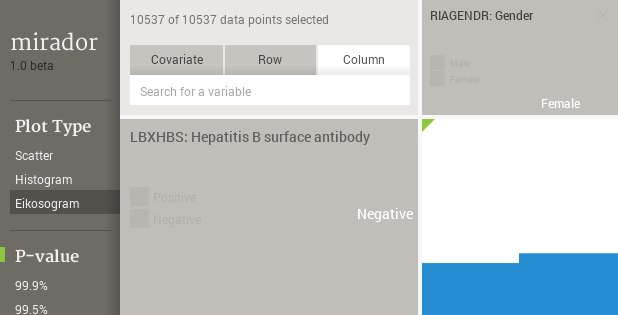 mirador
1.0 beta
Plot Type
Scatter
Histogram
Eikosogram
P-value
99.9%
99.5%
10537 of 10537 data points selected
Covariate Row Column
Search for a variable
LBXHBS: Hepatitis B surface antibody
Positive
Negative
Negative
RIAGENDR: Gender
Male
Female
Female